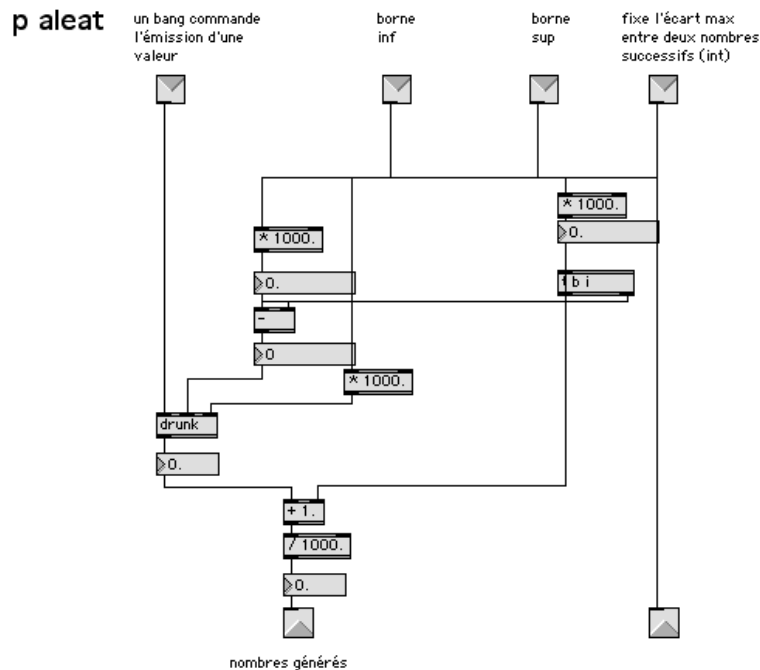 p aleat
un bang commande
l'émission d'une
valeur
borne
inf
borne
sup
fixe l'écart max
entre deux nombres
successifs (int)
* 1000.
0.
* 1000.
0.
t b i
-
0
* 1000.
drunk
0.
+ 1.
/ 1000.
0.
nombres générés